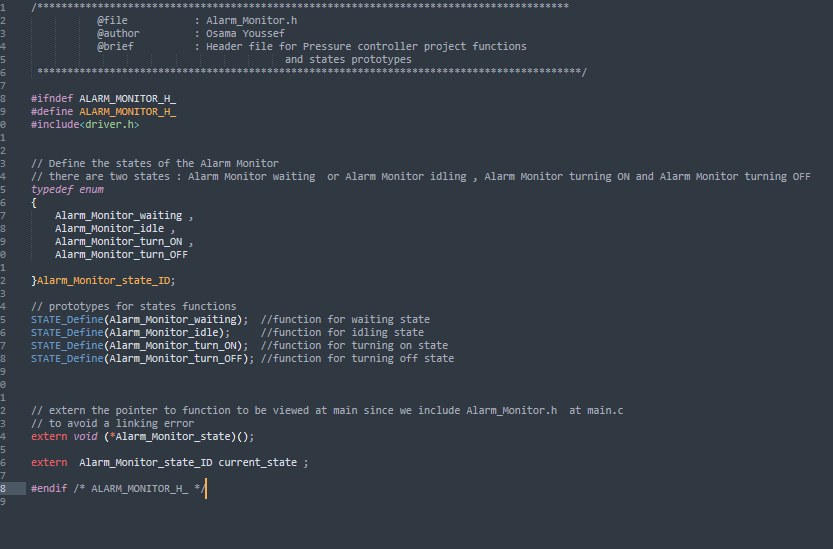 1 /****************************************************************************************
2 @file : Alarm_Monitor.h
3 @author : Osama Youssef
4 @brief : Header file for Pressure controller project functions
5 and states prototypes
6 ******************************************************************************************/
7
8 #ifndef ALARM_MONITOR_H_
9 #define ALARM_MONITOR_H_
0 #include<driver.h>
1
2
3 // Define the states of the Alarm Monitor
4 // there are two states : Alarm Monitor waiting  or Alarm Monitor idling , Alarm Monitor turning ON and Alarm Monitor turning OFF
5 typedef enum
6 {
7 Alarm_Monitor_waiting ,
8 Alarm_Monitor_idle ,
9 Alarm_Monitor_turn_ON ,
0 Alarm_Monitor_turn_OFF
1
2 }Alarm_Monitor_state_ID;
3
4 // prototypes for states functions
5 STATE_Define(Alarm_Monitor_waiting);  //function for waiting state
6 STATE_Define(Alarm_Monitor_idle);     //function for idling state
7 STATE_Define(Alarm_Monitor_turn_ON);  //function for turning on state
8 STATE_Define(Alarm_Monitor_turn_OFF); //function for turning off state
9
0
1
2 // extern the pointer to function to be viewed at main since we include Alarm_Monitor.h  at main.c
3 // to avoid a linking error
4 extern void (*Alarm_Monitor_state)();
5
6 extern  Alarm_Monitor_state_ID current_state ;
7
8 #endif /* ALARM_MONITOR_H_ */
9